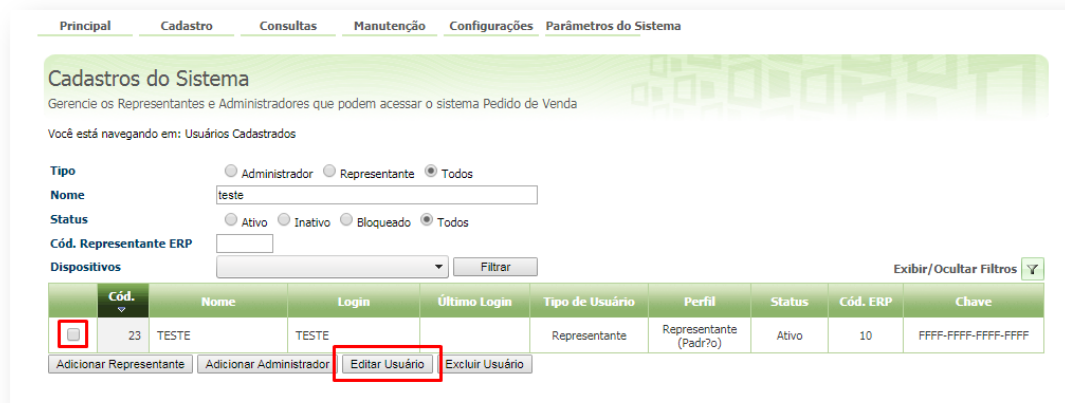 Principal Cadastro Consultas Manutenção Configurações Parâmetros do Sistema
Cadastros do Sistema
Gerencie os Representantes e Administradores que podem acessar o sistema Pedido de Venda
Você está navegando em: Usuários Cadastrados
Tipo Administrador Representante Todos
Nome teste
Status Ativo Inativo Bloqueado Todos
Cód. Representante ERP
Dispositivos Filtrar Exibir/Ocultar Filtros
Cód. Nome Login Último Login Tipo de Usuário Perfil Status Cód. ERP Chave
23 TESTE TESTE Representante Representante (Padr?o) Ativo 10 FFFF-FFFF-FFFF-FFFF
Adicionar Representante Adicionar Administrador Editar Usuário Excluir Usuário